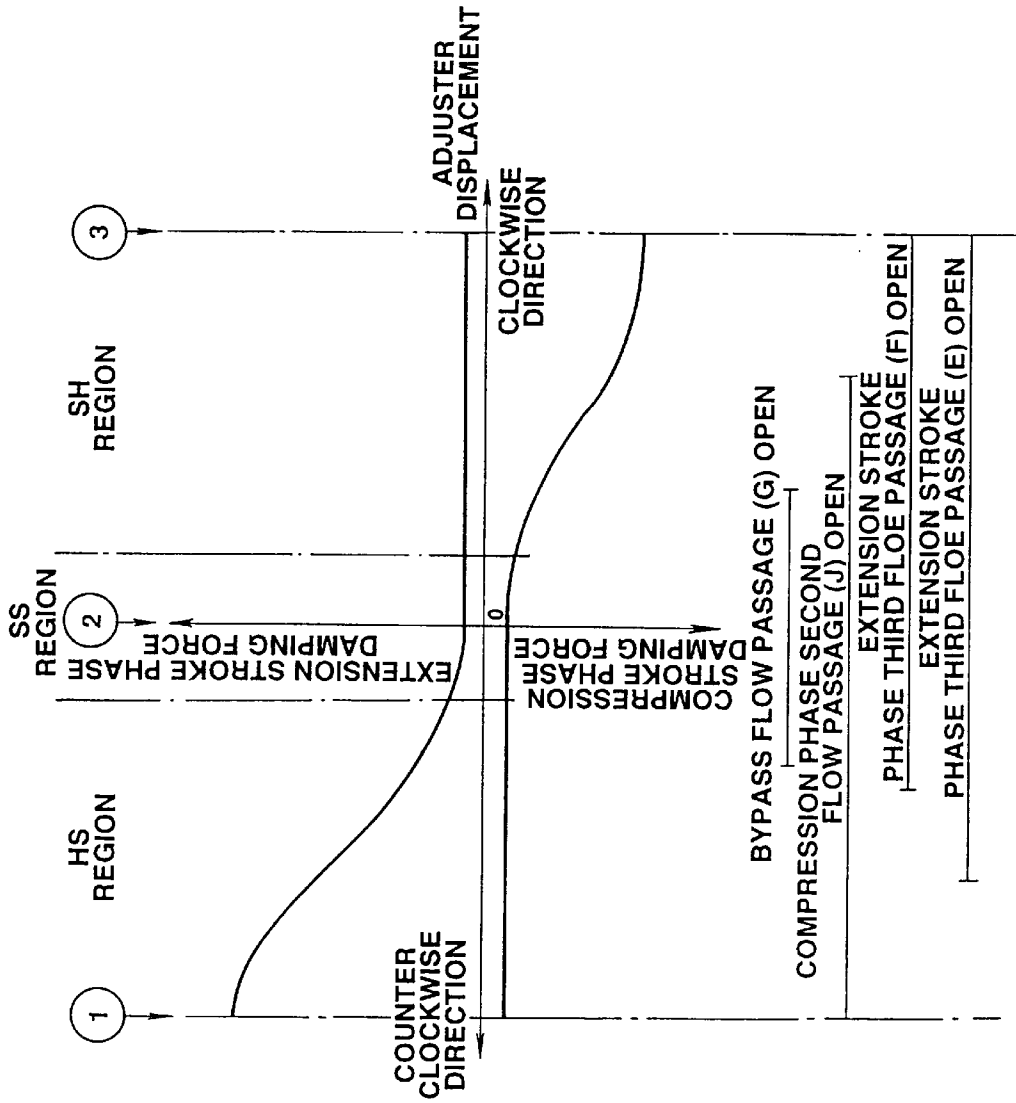 1
2
3
HS
REGION
SS
REGION
SH
REGION
EXTENSION STROKE PHASE
DAMPING FORCE
COUNTER
CLOCKWISE
DIRECTION
ADJUSTER
DISPLACEMENT
CLOCKWISE
DIRECTION
0
COMPRESSION
STROKE PHASE
DAMPING FORCE
BYPASS FLOW PASSAGE (G) OPEN
COMPRESSION PHASE SECOND
FLOW PASSAGE (J) OPEN
EXTENSION STROKE
PHASE THIRD FLOE PASSAGE (F) OPEN
EXTENSION STROKE
PHASE THIRD FLOE PASSAGE (E) OPEN